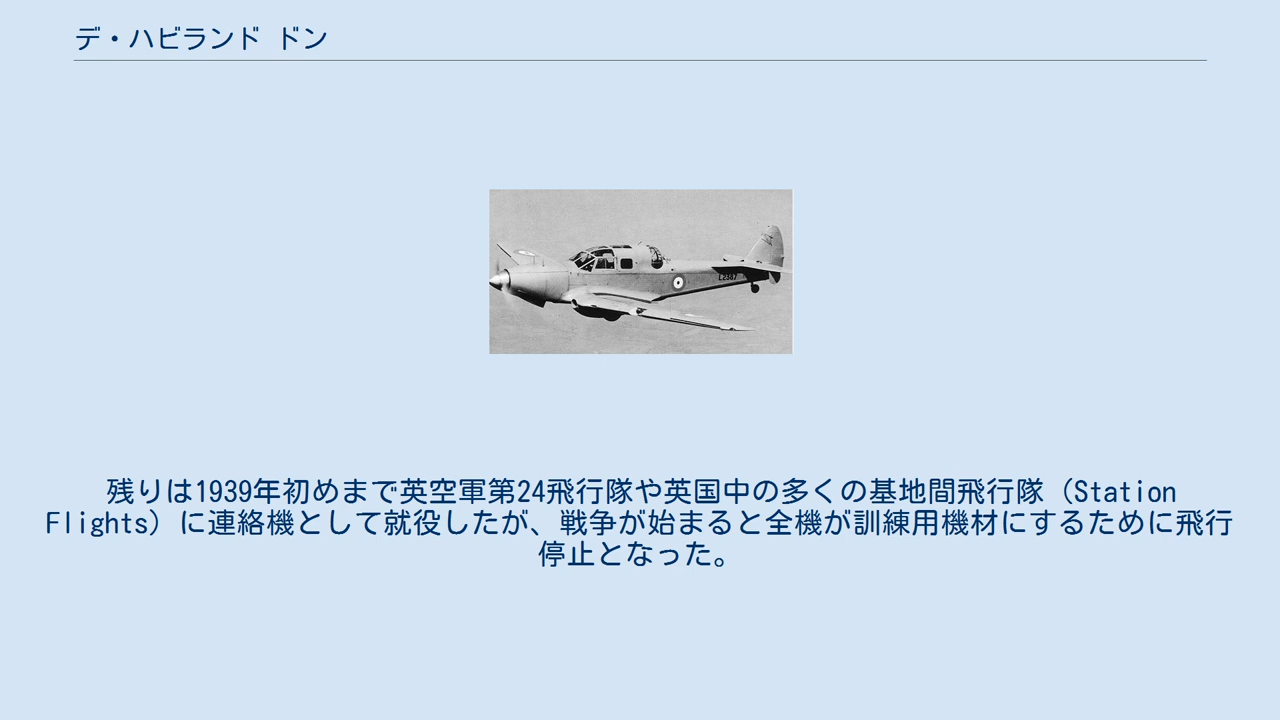 デ・ハビランド ドン
L2387
残りは1939年初めまで英空軍第24飛行隊や英国中の多くの基地間飛行隊（Station
Flights）に連絡機として就役したが、戦争が始まると全機が訓練用機材にするために飛行
停止となった。